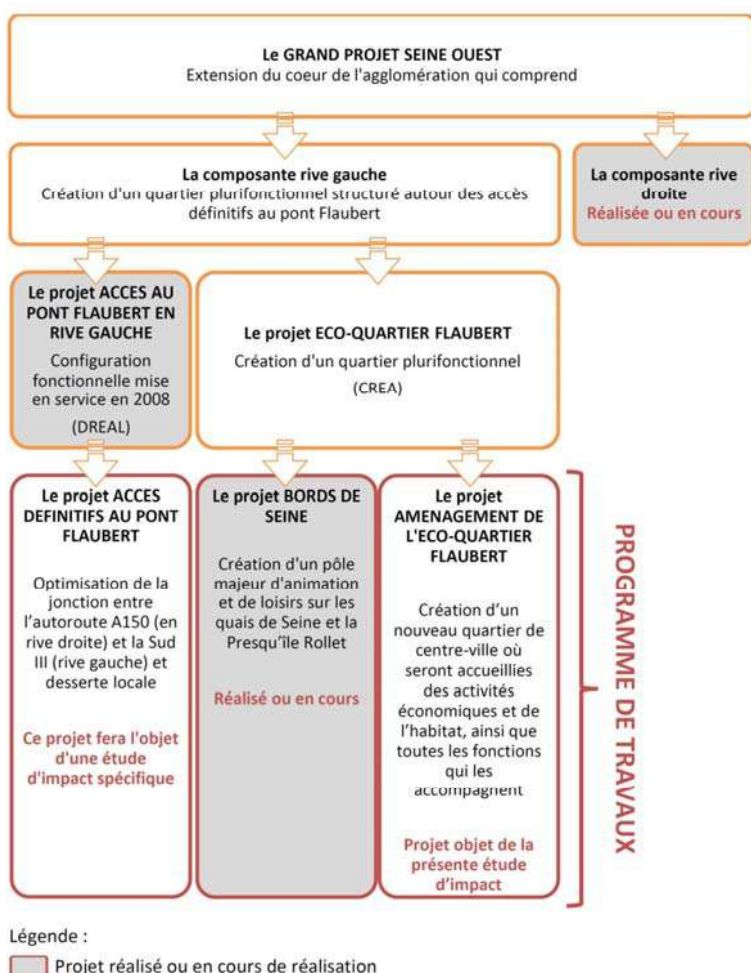 Le GRAND PROJET SEINE OUEST
Extension du coeur de l'agglomération qui comprend
La composante rive gauche
Création d'un quartier plurifonctionnel structuré autour des accès
définitifs au pont Flaubert
La composante rive
droite
Réalisée ou en cours
Le projet ACCES AU
PONT FLAUBERT EN
RIVE GAUCHE
Configuration
fonctionnelle mise
en service en 2008
(DREAL)
Le projet ECO-QUARTIER FLAUBERT
Création d'un quartier plurifonctionnel
(CREA)
Le projet ACCES
DEFINITIFS AU PONT
FLAUBERT
Optimisation de la
jonction entre
l'autoroute A150 (en
rive droite) et la Sud
III (rive gauche) et
desserte locale
Ce projet fera l'objet
d'une étude
d'impact spécifique
Le projet BORDS DE
SEINE
Création d'un pôle
majeur d'animation
et de loisirs sur les
quais de Seine et la
Presqu'île Rollet
Réalisé ou en cours
Le projet
AMENAGEMENT DE
L'ECO-QUARTIER
FLAUBERT
Création d'un
nouveau quartier de
centre-ville où
seront accueillies
des activités
économiques et de
l'habitat, ainsi que
toutes les fonctions
qui les
accompagnent
Projet objet de la
présente étude
d'impact
PROGRAMME DE TRAVAUX
Légende :
Projet réalisé ou en cours de réalisation